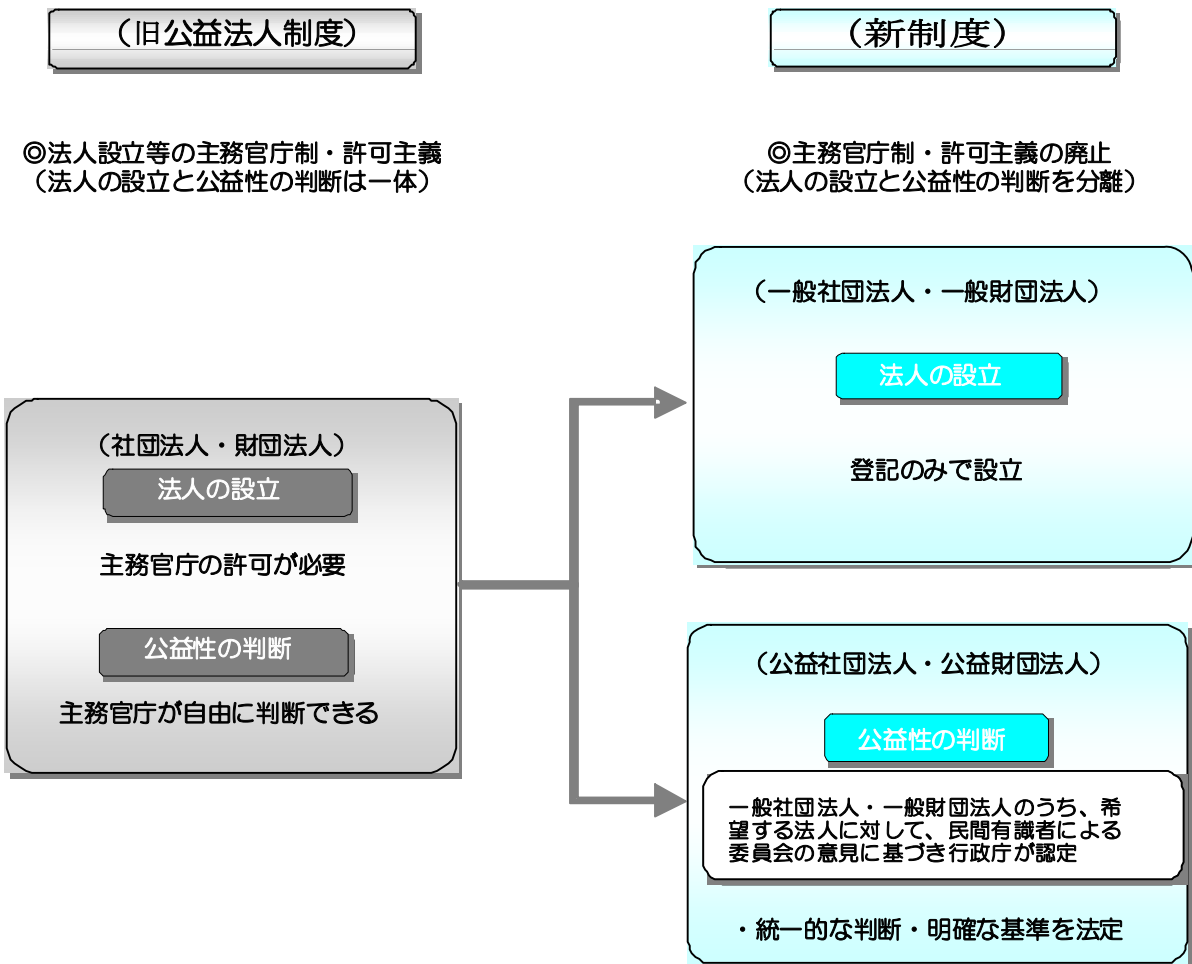 （旧公益法人制度）
◎法人設立等の主務官庁制・許可主義
（法人の設立と公益性の判断は一体）
（社団法人・財団法人）
法人の設立
主務官庁の許可が必要
公益性の判断
主務官庁が自由に判断できる
（新制度）
◎主務官庁制・許可主義の廃止
（法人の設立と公益性の判断を分離）
（一般社団法人・一般財団法人）
法人の設立
登記のみで設立
（公益社団法人・公益財団法人）
公益性の判断
一般社団法人・一般財団法人のうち、希
望する法人に対して、民間有識者による
委員会の意見に基づき行政庁が認定
・統一的な判断・明確な基準を法定